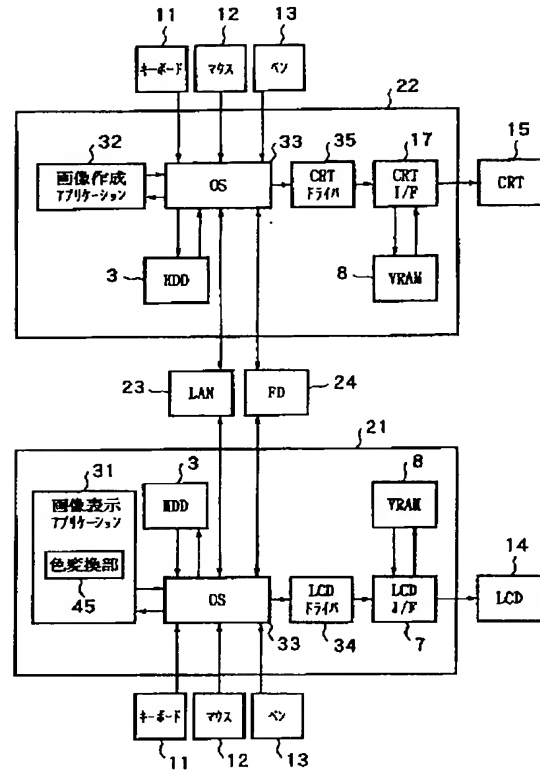 11
12
13
キーボード
マウス
ペン
22
32
33
35
17
15
画像作成
アプリケーション
OS
CRT
ドライバ
CRT
I/F
CRT
3
HDD
8
VRAM
23
LAN
FD
24
21
31
3
8
画像表示
アプリケーション
HDD
VRAM
14
色変換部
45
OS
LCD
ドライバ
LCD
I/F
LCD
33
34
7
キーボード
マウス
ペン
11
12
13